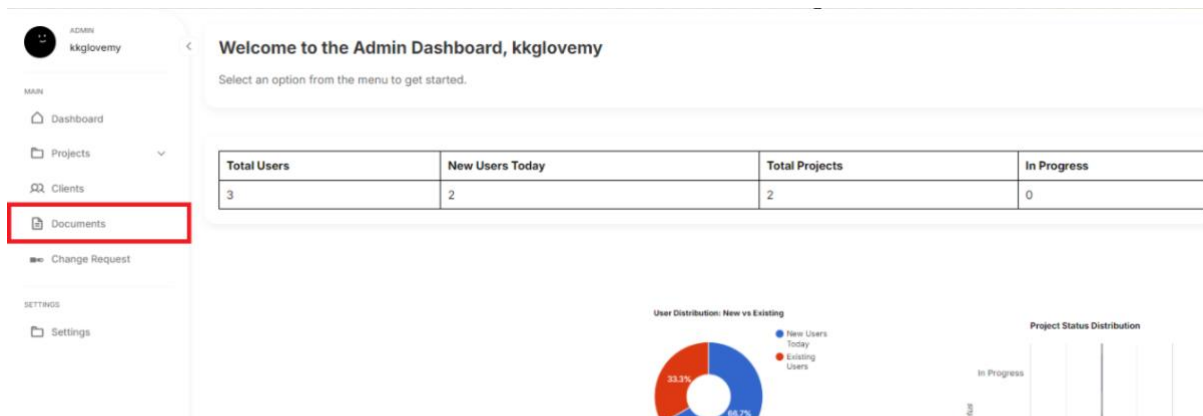 ADMIN
kkglovemy
MAIN
Dashboard
Projects
Clients
Documents
Change Request
SETTINGS
Settings
Welcome to the Admin Dashboard, kkglovemy
Select an option from the menu to get started.
Total Users New Users Today Total Projects In Progress
3 2 2 0
User Distribution: New vs Existing
New Users
Today
Existing
Users
33.3%
66.7%
Project Status Distribution
In Progress